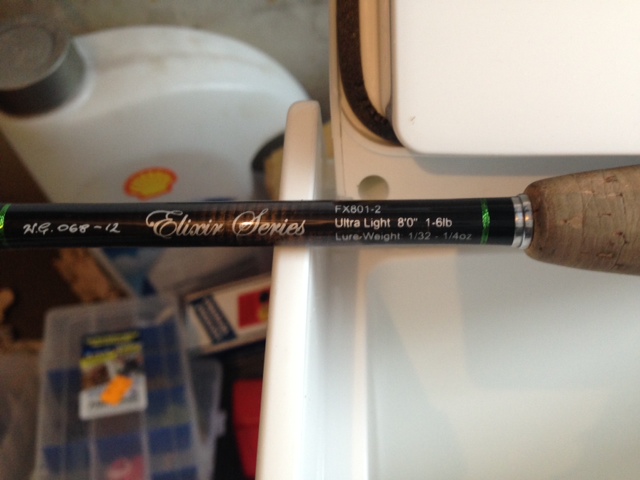 N.G. 068-12
Elixir Series
FX801-2
Ultra Light 8'0" 1-6lb
Lure-Weight 1/32 - 1/4oz